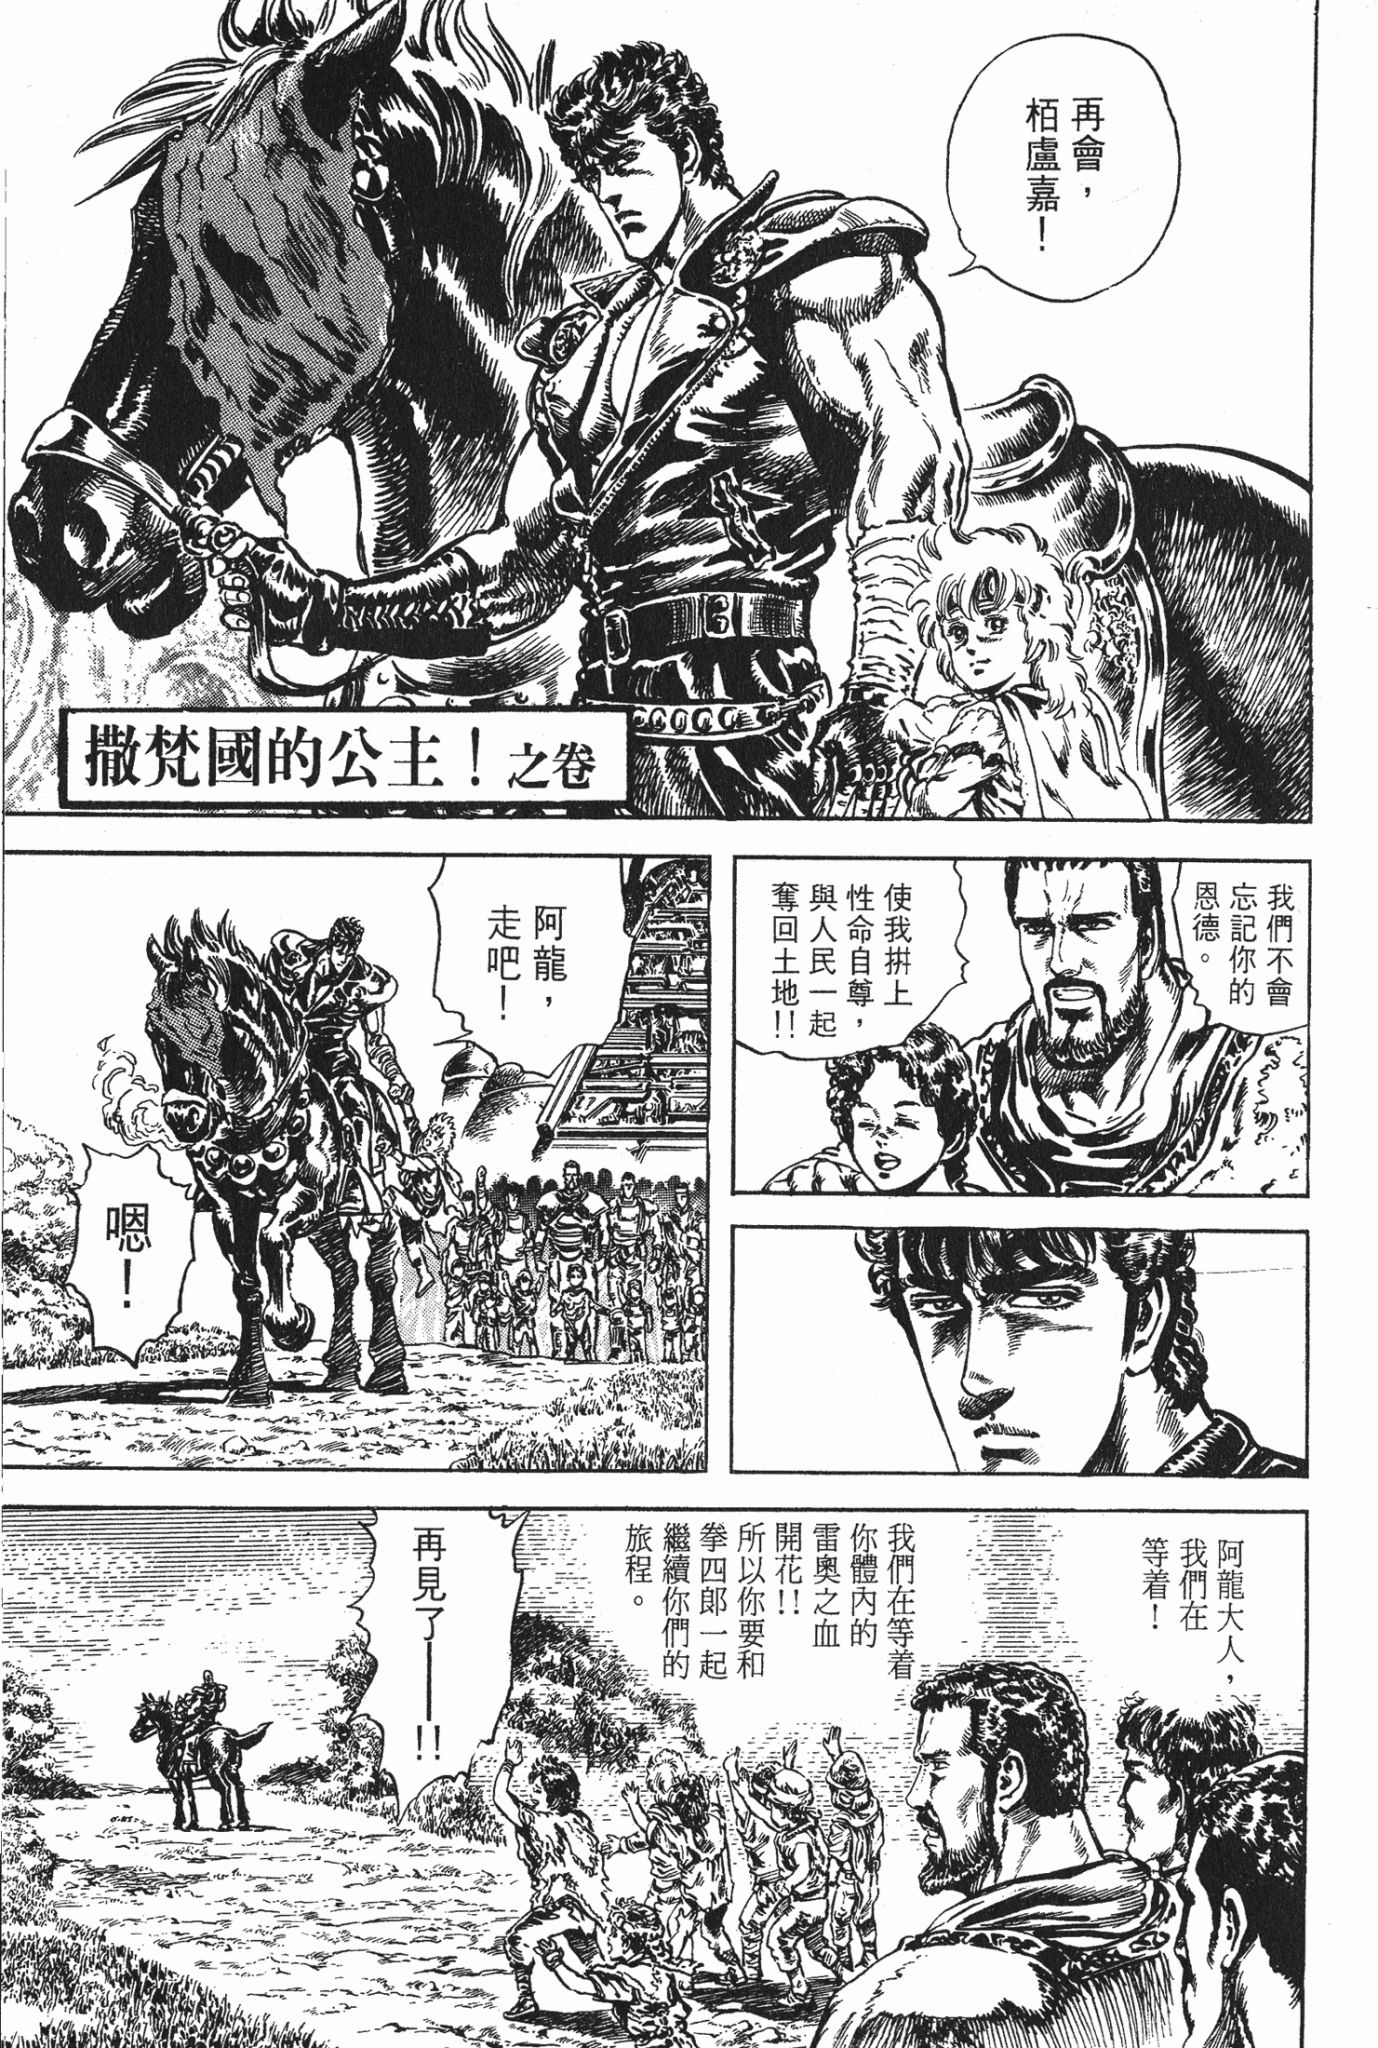 再會，
栢盧嘉！
撒梵國的公主！之卷
我們不會
忘記你的
恩德。
使我拚上
性命自尊，
與人民一起
奪回土地!!
阿龍，
走吧！
嗯！
阿龍大人，
我們在
等着！
我們在等着
你體內的
雷奧之血
開花!!
所以你要和
拳四郎一起
繼續你們的
旅程。
再見了──!!